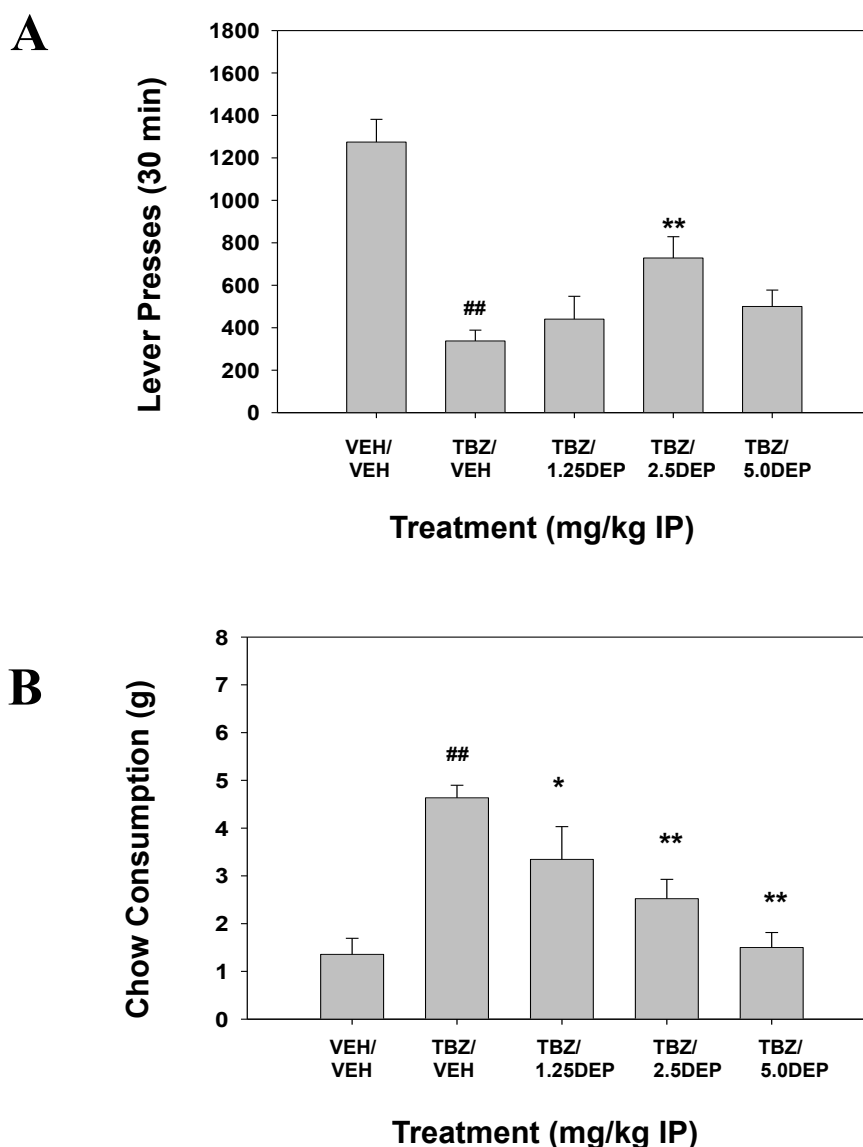 A
Lever Presses (30 min)
1800
1600
1400
1200
1000
800
600
400
200
0
##
**
VEH/
VEH
TBZ/
VEH
TBZ/
1.25DEP
TBZ/
2.5DEP
TBZ/
5.0DEP
Treatment (mg/kg IP)
B
Chow Consumption (g)
8
7
6
5
4
3
2
1
0
##
*
**
**
VEH/
VEH
TBZ/
VEH
TBZ/
1.25DEP
TBZ/
2.5DEP
TBZ/
5.0DEP
Treatment (mg/kg IP)